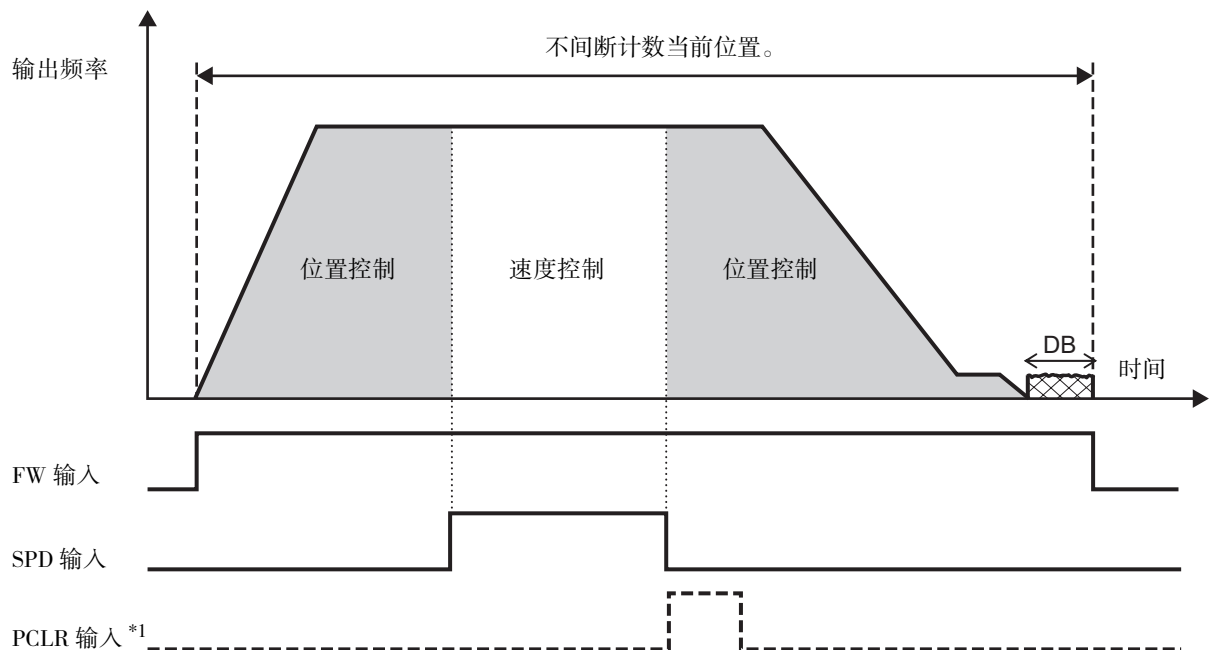 不间断计数当前位置。
输出频率
位置控制
速度控制
位置控制
DB
时间
FW 输入
SPD 输入
PCLR 输入 *1